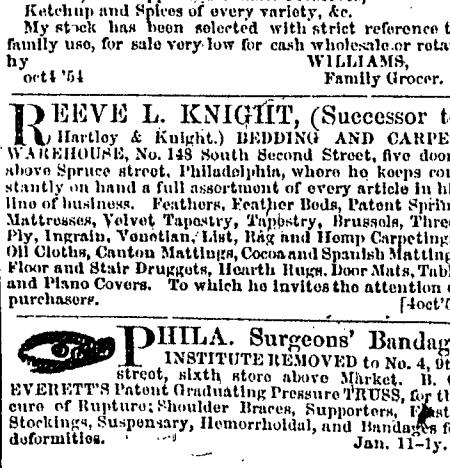 Ketchup and Spices of every variety, &c.
My stock has been selected with strict reference t
family use, for sale very low for cash wholesale or reta
by WILLIAMS,
oct4 '54 Family Grocer.
REEVE L. KNIGHT, (Successor t
Hartley & Knight.) BEDDING AND CARPE
WAREHOUSE, No. 148 South Second Street, five door
above Spruce street, Philadelphia, where he keeps con
stantly on hand a full assortment of every article in hi
line of business. Feathers, Feather Beds, Patent Sprin
Mattresses, Velvet Tapestry, Tapestry, Brussels, Thre
Ply, Ingrain, Venetian, List, Rag and Hemp Carpeting
Oil Cloths, Canton Mattings, Cocoa and Spanish Matting
Floor and Stair Druggets, Hearth Rugs, Door Mats, Tabl
and Piano Covers. To which he invites the attention o
purchasers. [4oct'5
PHILA. Surgeons' Bandag
INSTITUTE REMOVED to No. 4, 9t
street, sixth store above Market. B. C
EVERETT'S Patent Graduating Pressure TRUSS, for th
cure of Rupture; Shoulder Braces, Supporters, Elast
Stockings, Suspensary, Hemorrhoidal, and Bandages fo
deformities. Jan. 11-ly.